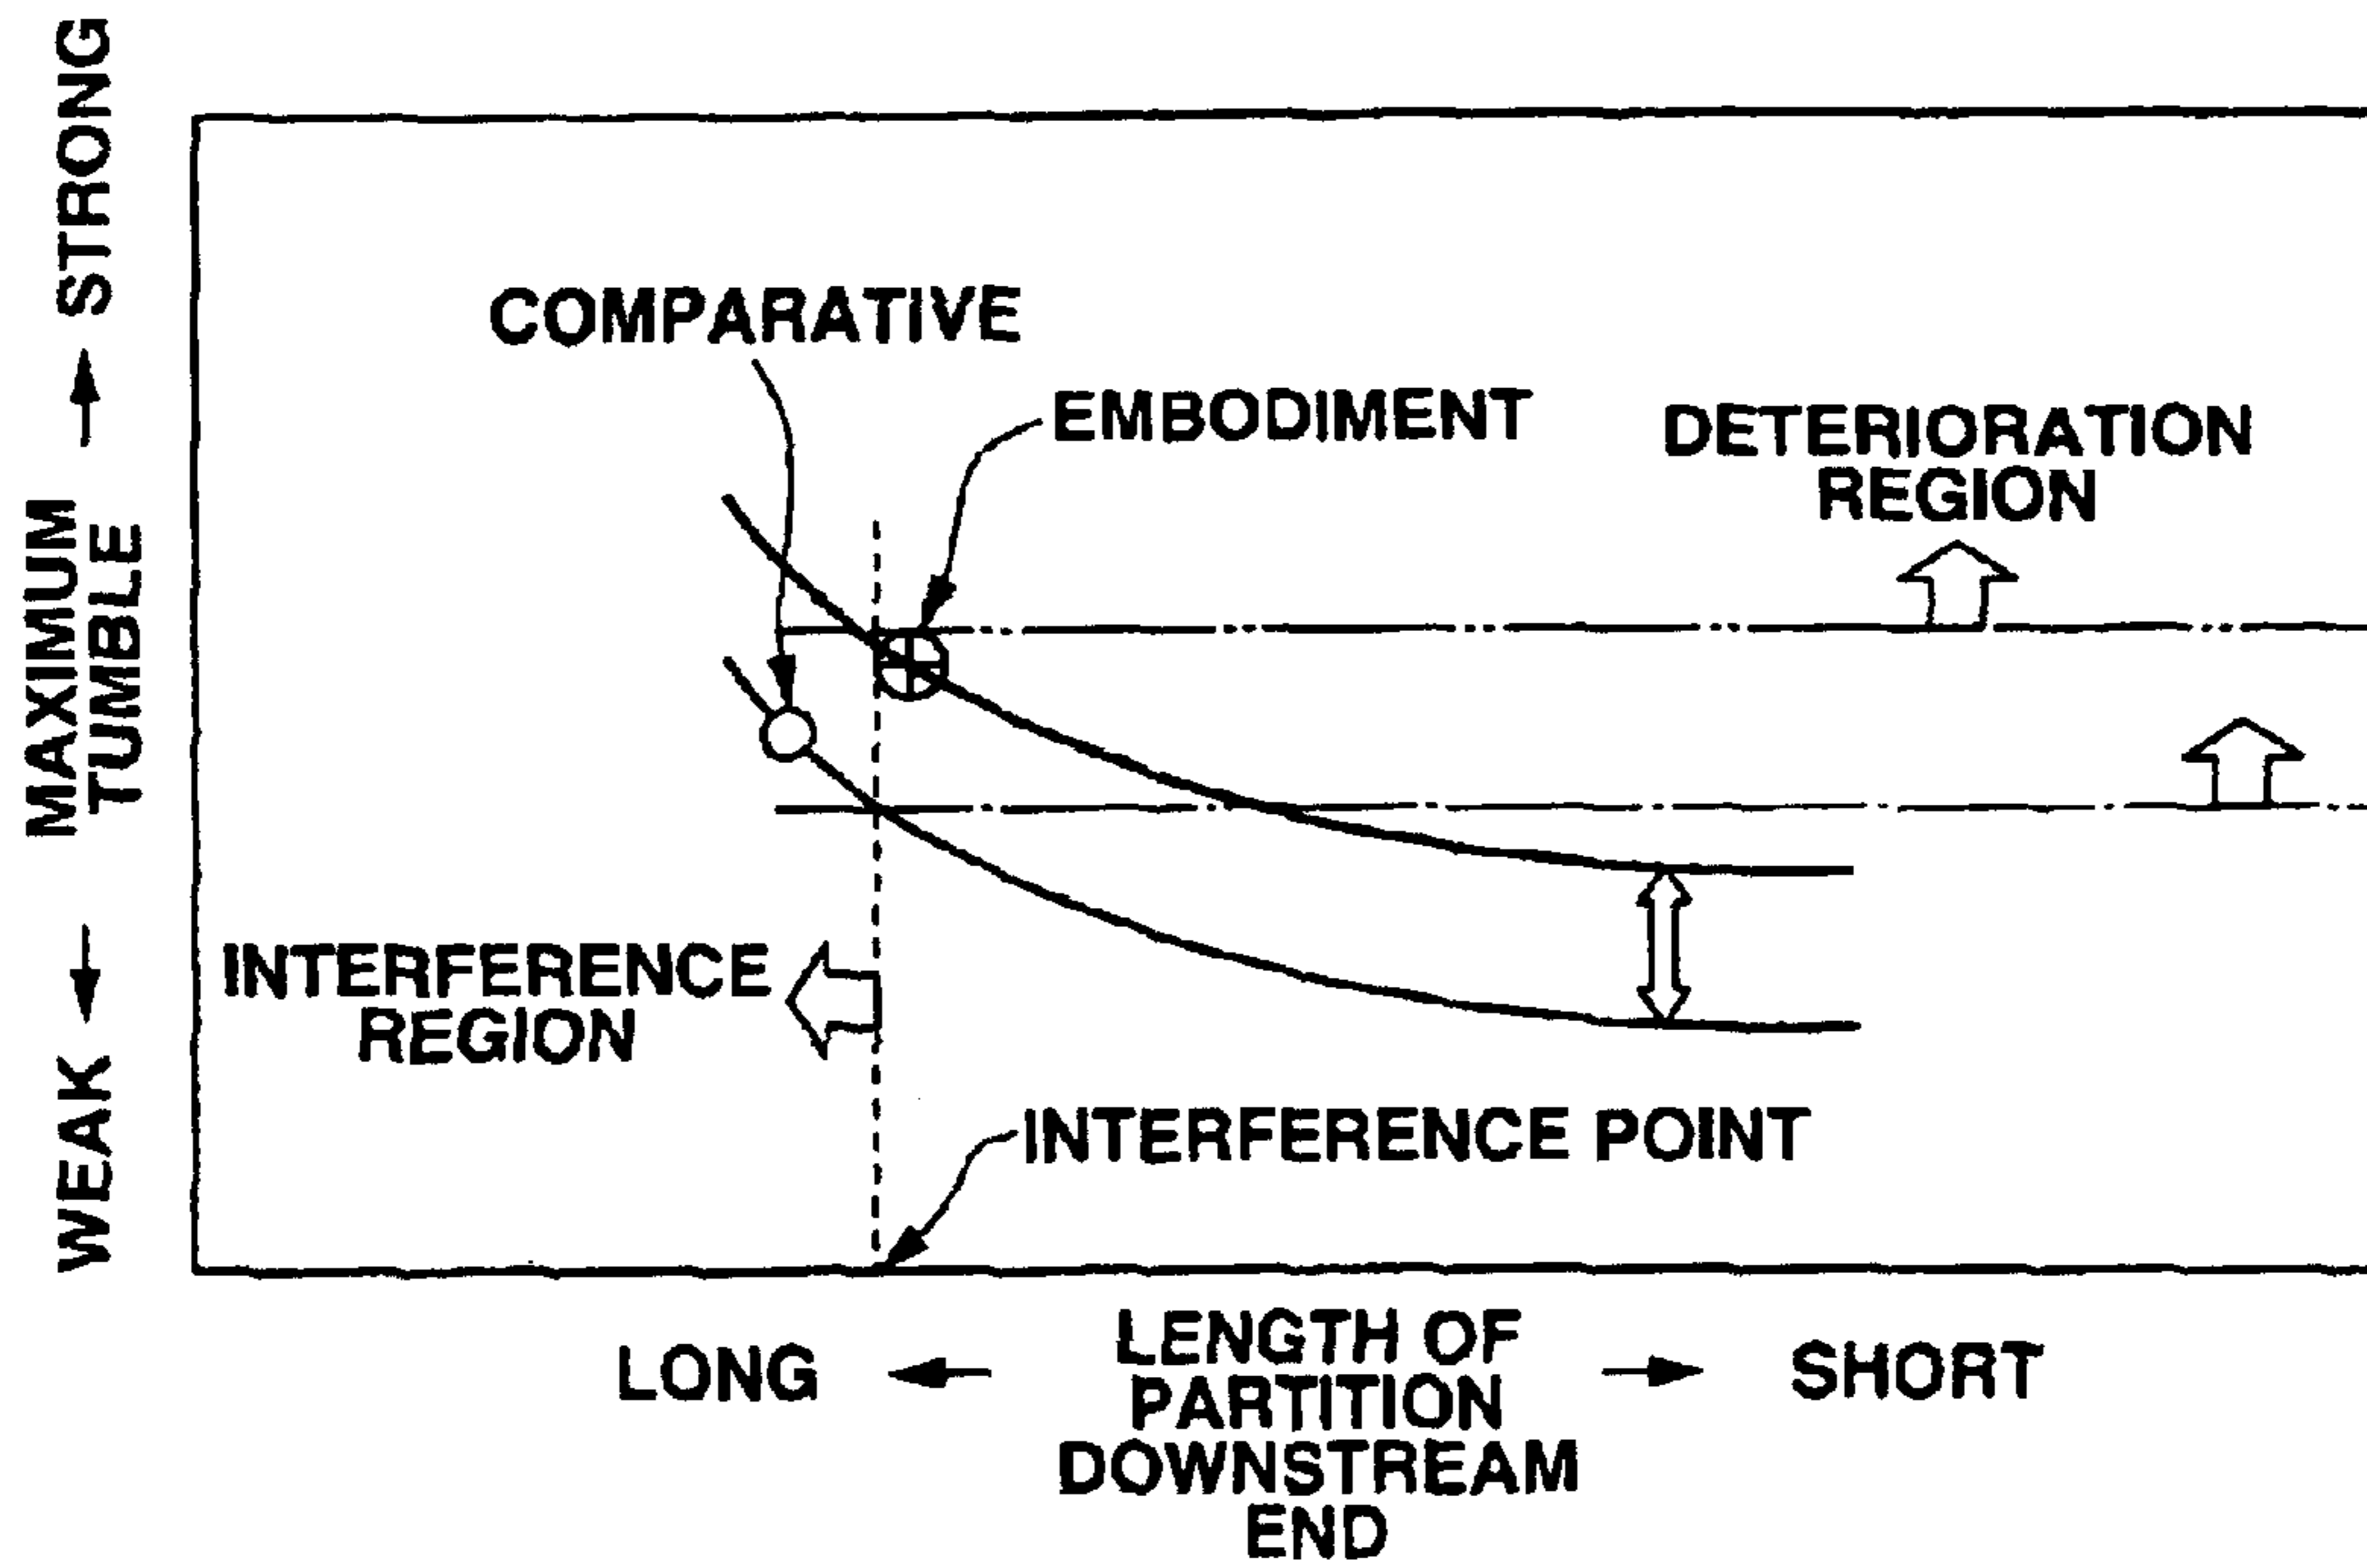 STRONG
MAXIMUM
TUMBLE
WEAK
COMPARATIVE
EMBODIMENT
DETERIORATION
REGION
INTERFERENCE
REGION
INTERFERENCE POINT
LONG
LENGTH OF
PARTITION
DOWNSTREAM
END
SHORT